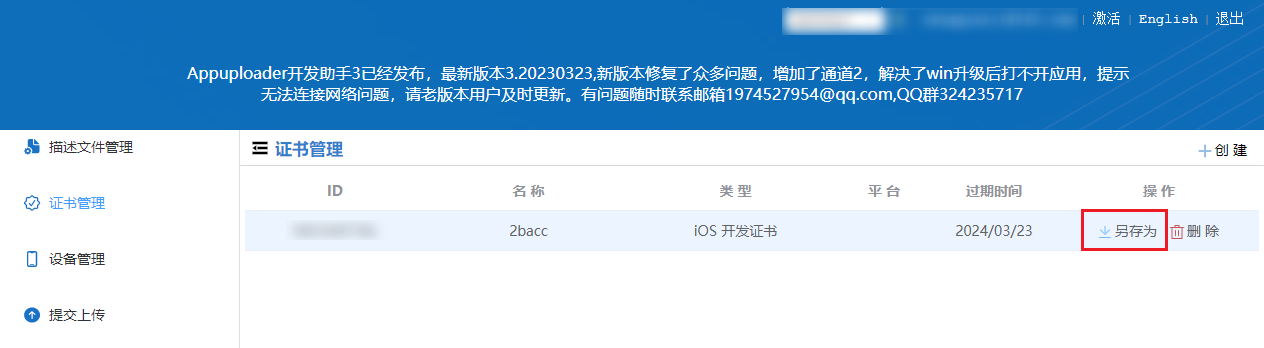 激活 | English | 退出
Appuploader开发助手3已经发布，最新版本3.20230323,新版本修复了众多问题，增加了通道2，解决了win升级后打不开应用，提示
无法连接网络问题，请老版本用户及时更新。有问题随时联系邮箱1974527954@qq.com,QQ群324235717
描述文件管理
证书管理
设备管理
提交上传
证书管理
创 建
ID 名 称 类 型 平 台 过期时间 操 作
2bacc iOS 开发证书 2024/03/23 另存为 删 除